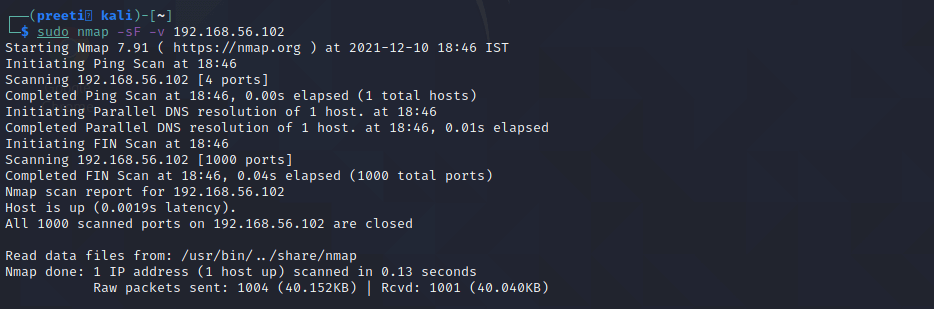 ┌──(preeti㉿ kali)-[~]
└─$ sudo nmap -sF -v 192.168.56.102
Starting Nmap 7.91 ( https://nmap.org ) at 2021-12-10 18:46 IST
Initiating Ping Scan at 18:46
Scanning 192.168.56.102 [4 ports]
Completed Ping Scan at 18:46, 0.00s elapsed (1 total hosts)
Initiating Parallel DNS resolution of 1 host. at 18:46
Completed Parallel DNS resolution of 1 host. at 18:46, 0.01s elapsed
Initiating FIN Scan at 18:46
Scanning 192.168.56.102 [1000 ports]
Completed FIN Scan at 18:46, 0.04s elapsed (1000 total ports)
Nmap scan report for 192.168.56.102
Host is up (0.0019s latency).
All 1000 scanned ports on 192.168.56.102 are closed
Read data files from: /usr/bin/../share/nmap
Nmap done: 1 IP address (1 host up) scanned in 0.13 seconds
Raw packets sent: 1004 (40.152KB) | Rcvd: 1001 (40.040KB)